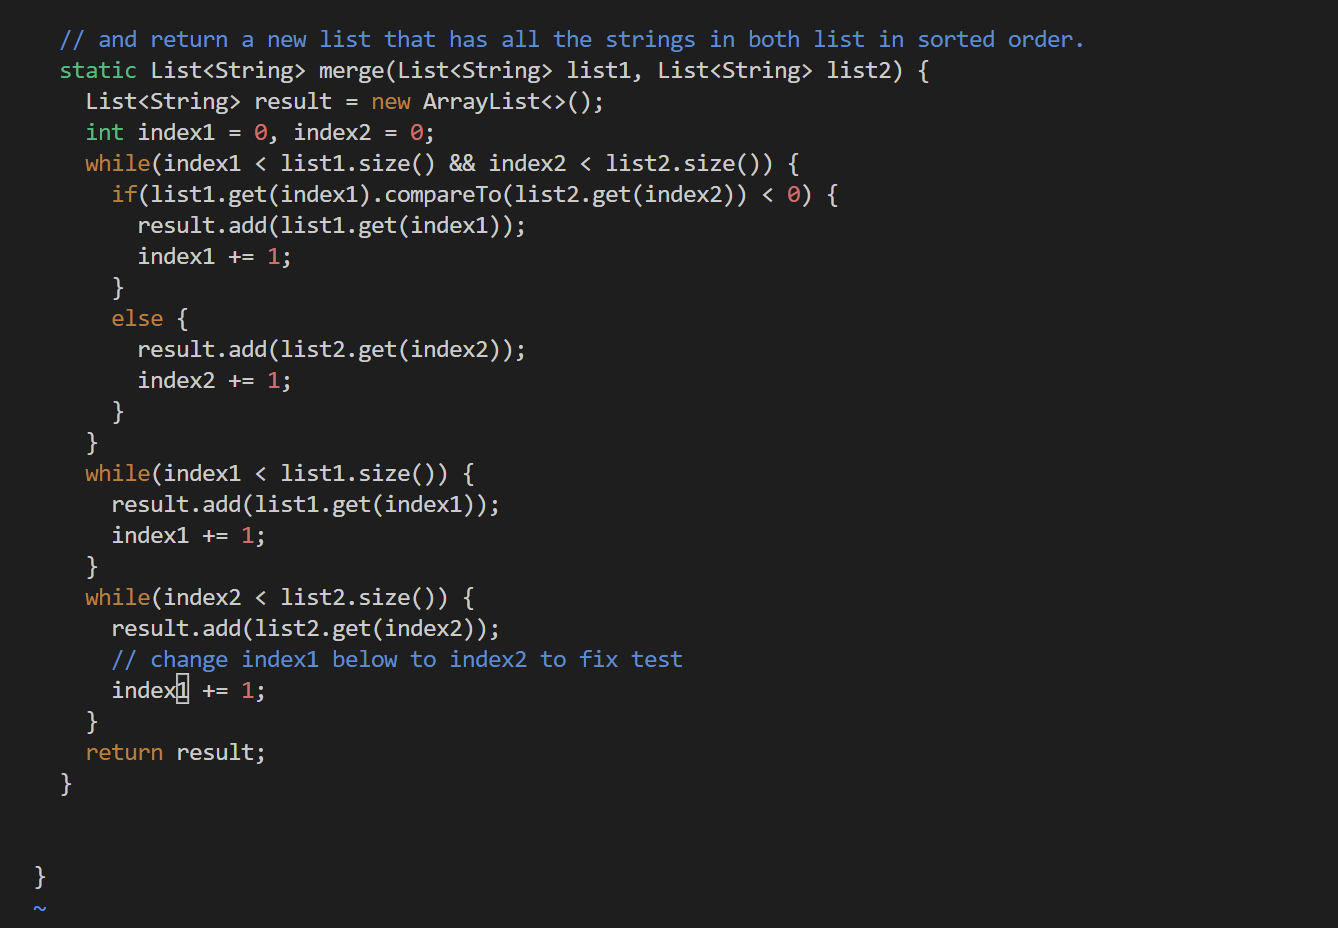 // and return a new list that has all the strings in both list in sorted order.
static List<String> merge(List<String> list1, List<String> list2) {
List<String> result = new ArrayList<>();
int index1 = 0, index2 = 0;
while(index1 < list1.size() && index2 < list2.size()) {
if(list1.get(index1).compareTo(list2.get(index2)) < 0) {
result.add(list1.get(index1));
index1 += 1;
}
else {
result.add(list2.get(index2));
index2 += 1;
}
}
while(index1 < list1.size()) {
result.add(list1.get(index1));
index1 += 1;
}
while(index2 < list2.size()) {
result.add(list2.get(index2));
// change index1 below to index2 to fix test
index1 += 1;
}
return result;
}
}
~